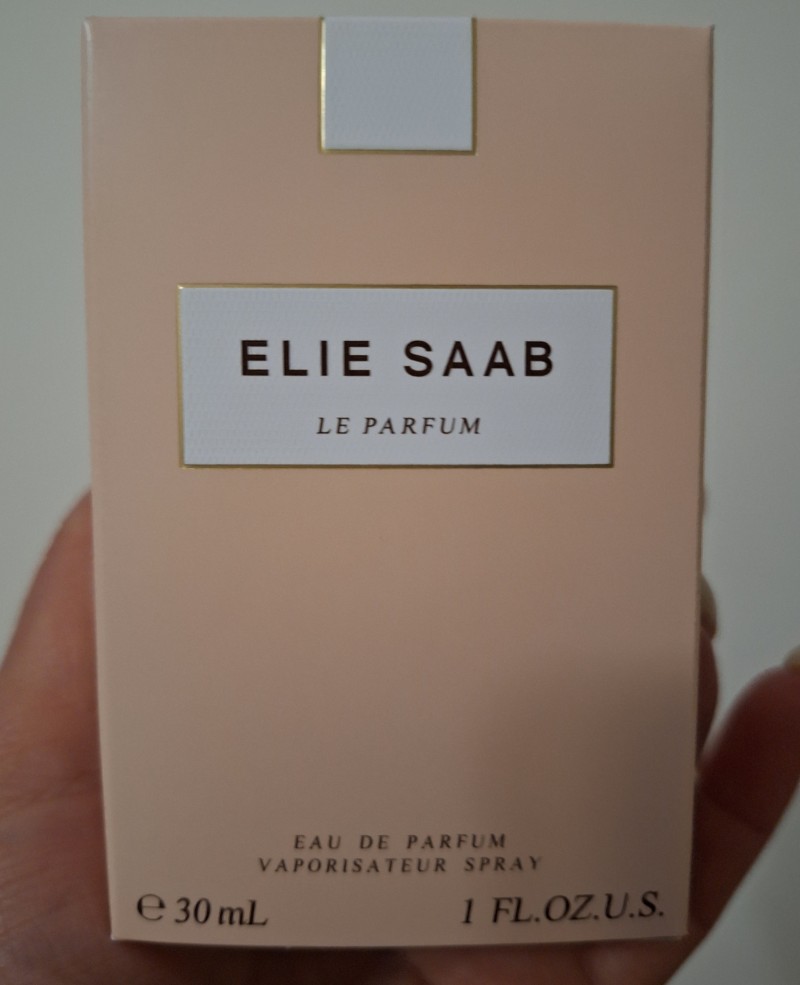 ELIE SAAB
LE PARFUM
EAU DE PARFUM
VAPORISATEUR SPRAY
℮ 30 mL 1 FL.OZ.U.S.